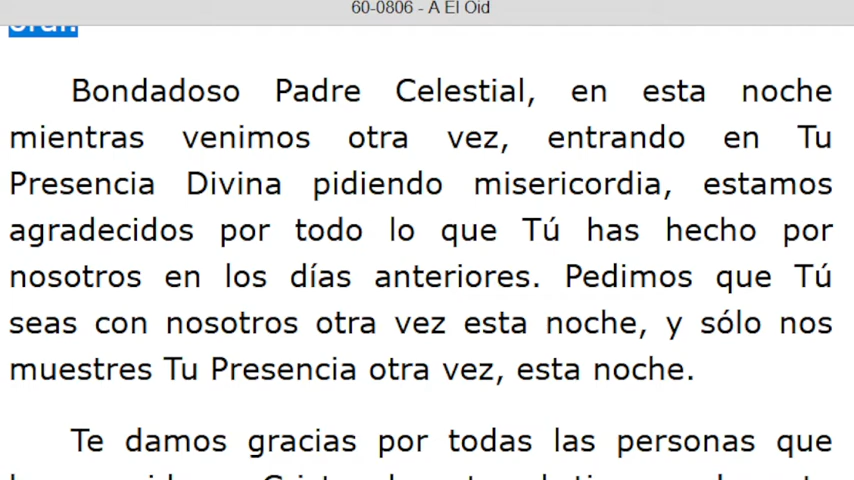 60-0806 - A El Oid
orar.
Bondadoso Padre Celestial, en esta noche
mientras venimos otra vez, entrando en Tu
Presencia Divina pidiendo misericordia, estamos
agradecidos por todo lo que Tú has hecho por
nosotros en los días anteriores. Pedimos que Tú
seas con nosotros otra vez esta noche, y sólo nos
muestres Tu Presencia otra vez, esta noche.
Te damos gracias por todas las personas que